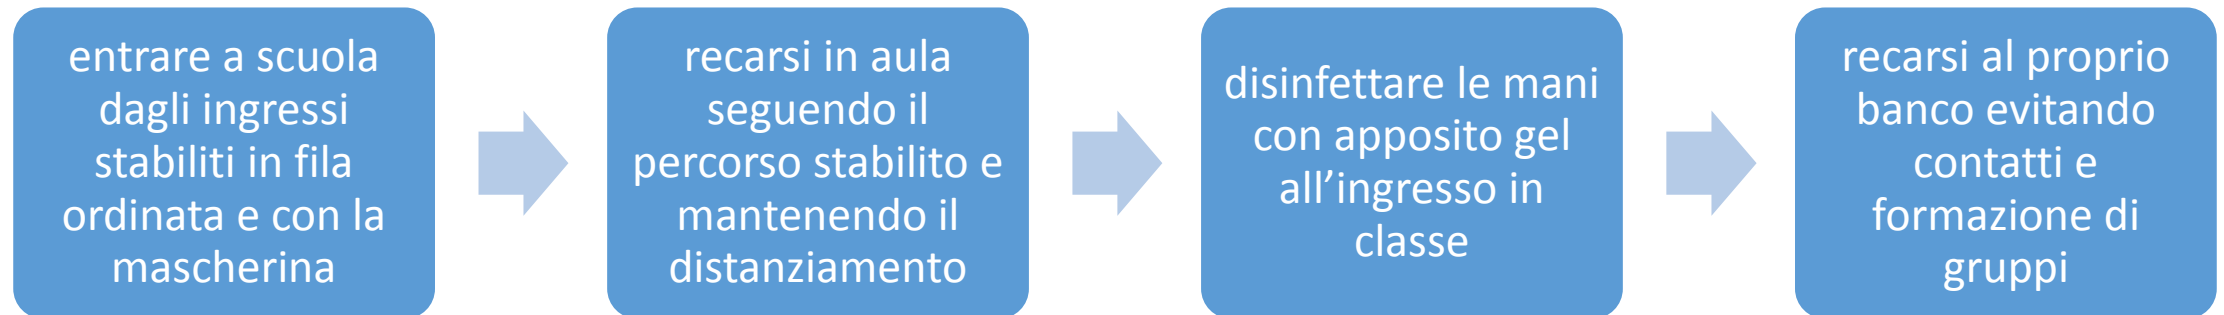 entrare a scuola
dagli ingressi
stabiliti in fila
ordinata e con la
mascherina
recarsi in aula
seguendo il
percorso stabilito e
mantenendo il
distanziamento
disinfettare le mani
con apposito gel
all’ingresso in
classe
recarsi al proprio
banco evitando
contatti e
formazione di
gruppi